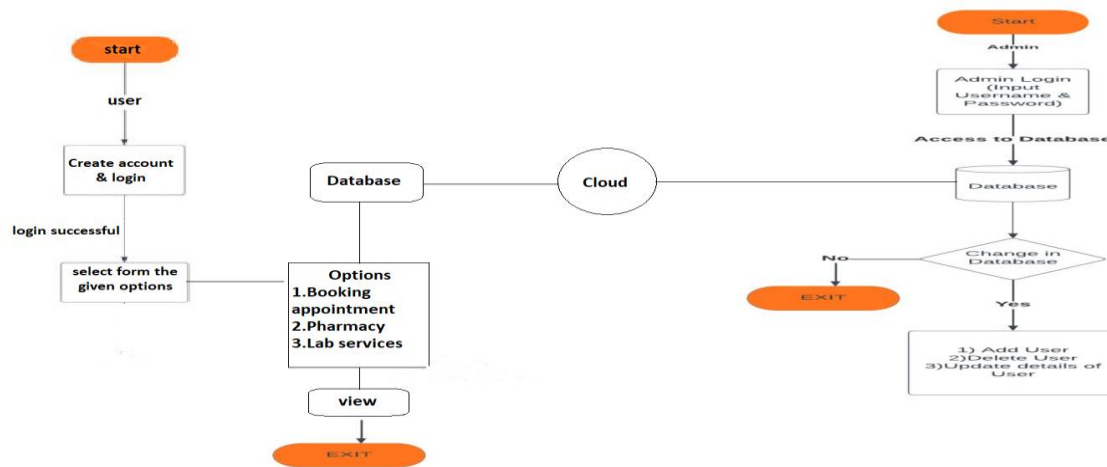 start
user
Create account
& login
login successful
select form the
given options
Database
Options
1.Booking
appointment
2.Pharmacy
3.Lab services
view
EXIT
Cloud
Start
Admin
Admin Login
(Input
Username &
Password)
Access to Database
Database
Change in
Database
No
EXIT
Yes
1) Add User
2)Delete User
3)Update details of
User